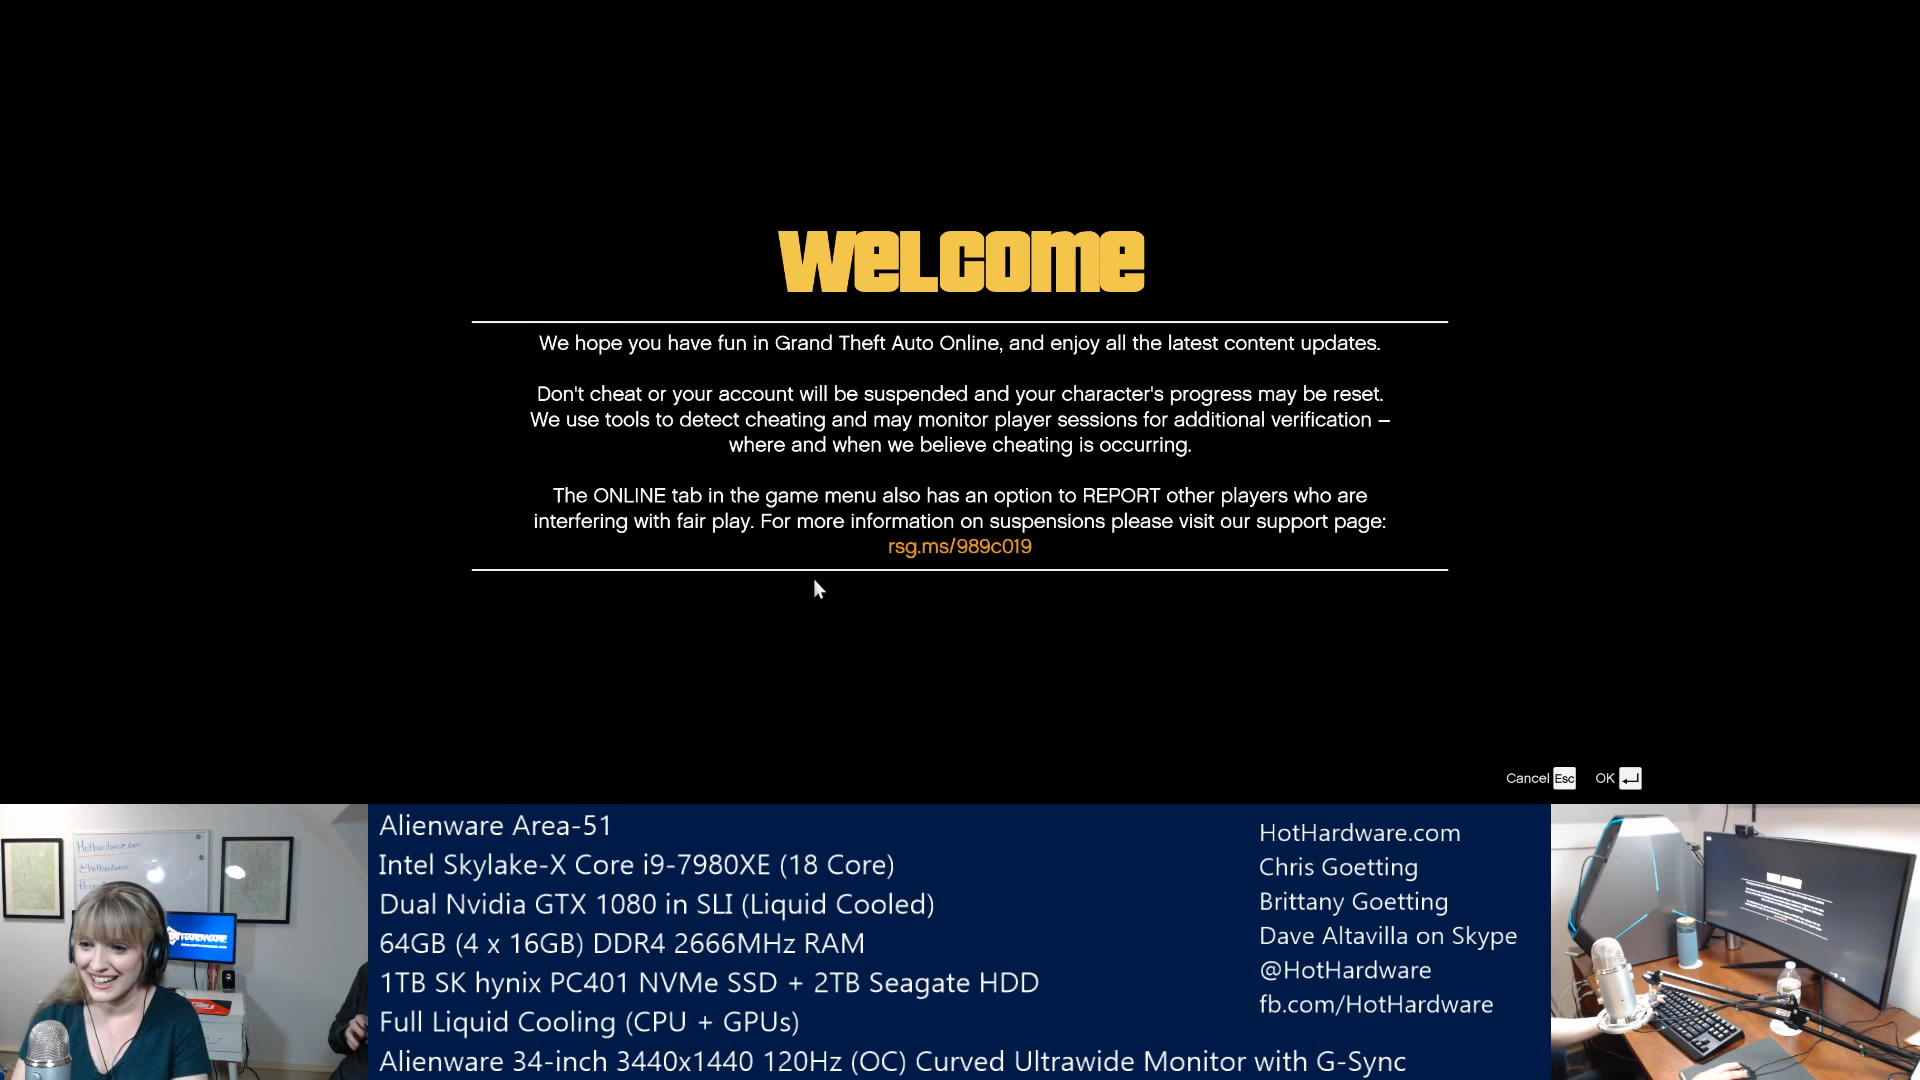 WELCOME
We hope you have fun in Grand Theft Auto Online, and enjoy all the latest content updates.
Don't cheat or your account will be suspended and your character's progress may be reset.
We use tools to detect cheating and may monitor player sessions for additional verification –
where and when we believe cheating is occurring.
The ONLINE tab in the game menu also has an option to REPORT other players who are
interfering with fair play. For more information on suspensions please visit our support page:
rsg.ms/989c019
Cancel Esc OK
Alienware Area-51
Intel Skylake-X Core i9-7980XE (18 Core)
Dual Nvidia GTX 1080 in SLI (Liquid Cooled)
64GB (4 x 16GB) DDR4 2666MHz RAM
1TB SK hynix PC401 NVMe SSD + 2TB Seagate HDD
Full Liquid Cooling (CPU + GPUs)
Alienware 34-inch 3440x1440 120Hz (OC) Curved Ultrawide Monitor with G-Sync
HotHardware.com
Chris Goetting
Brittany Goetting
Dave Altavilla on Skype
@HotHardware
fb.com/HotHardware
HotHardware.com
@hothardware
HARDWARE
WELCOME